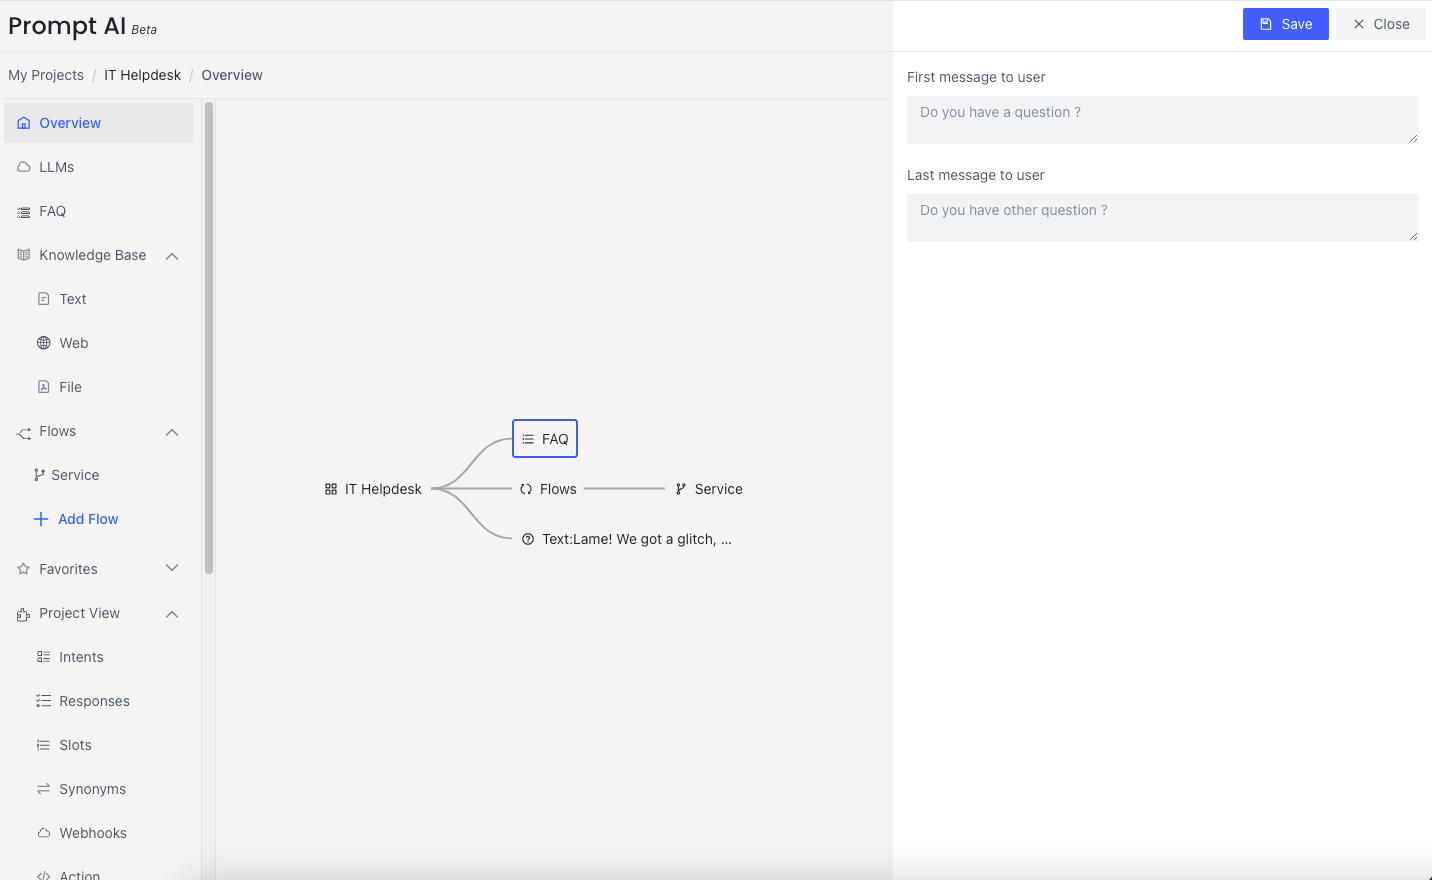 Prompt AI Beta
Save
Close
My Projects / IT Helpdesk / Overview
First message to user
Do you have a question ?
Last message to user
Do you have other question ?
Overview
LLMs
FAQ
Knowledge Base
Text
Web
File
Flows
Service
Add Flow
Favorites
Project View
Intents
Responses
Slots
Synonyms
Webhooks
Action
FAQ
IT Helpdesk
Flows
Service
Text:Lame! We got a glitch, ...